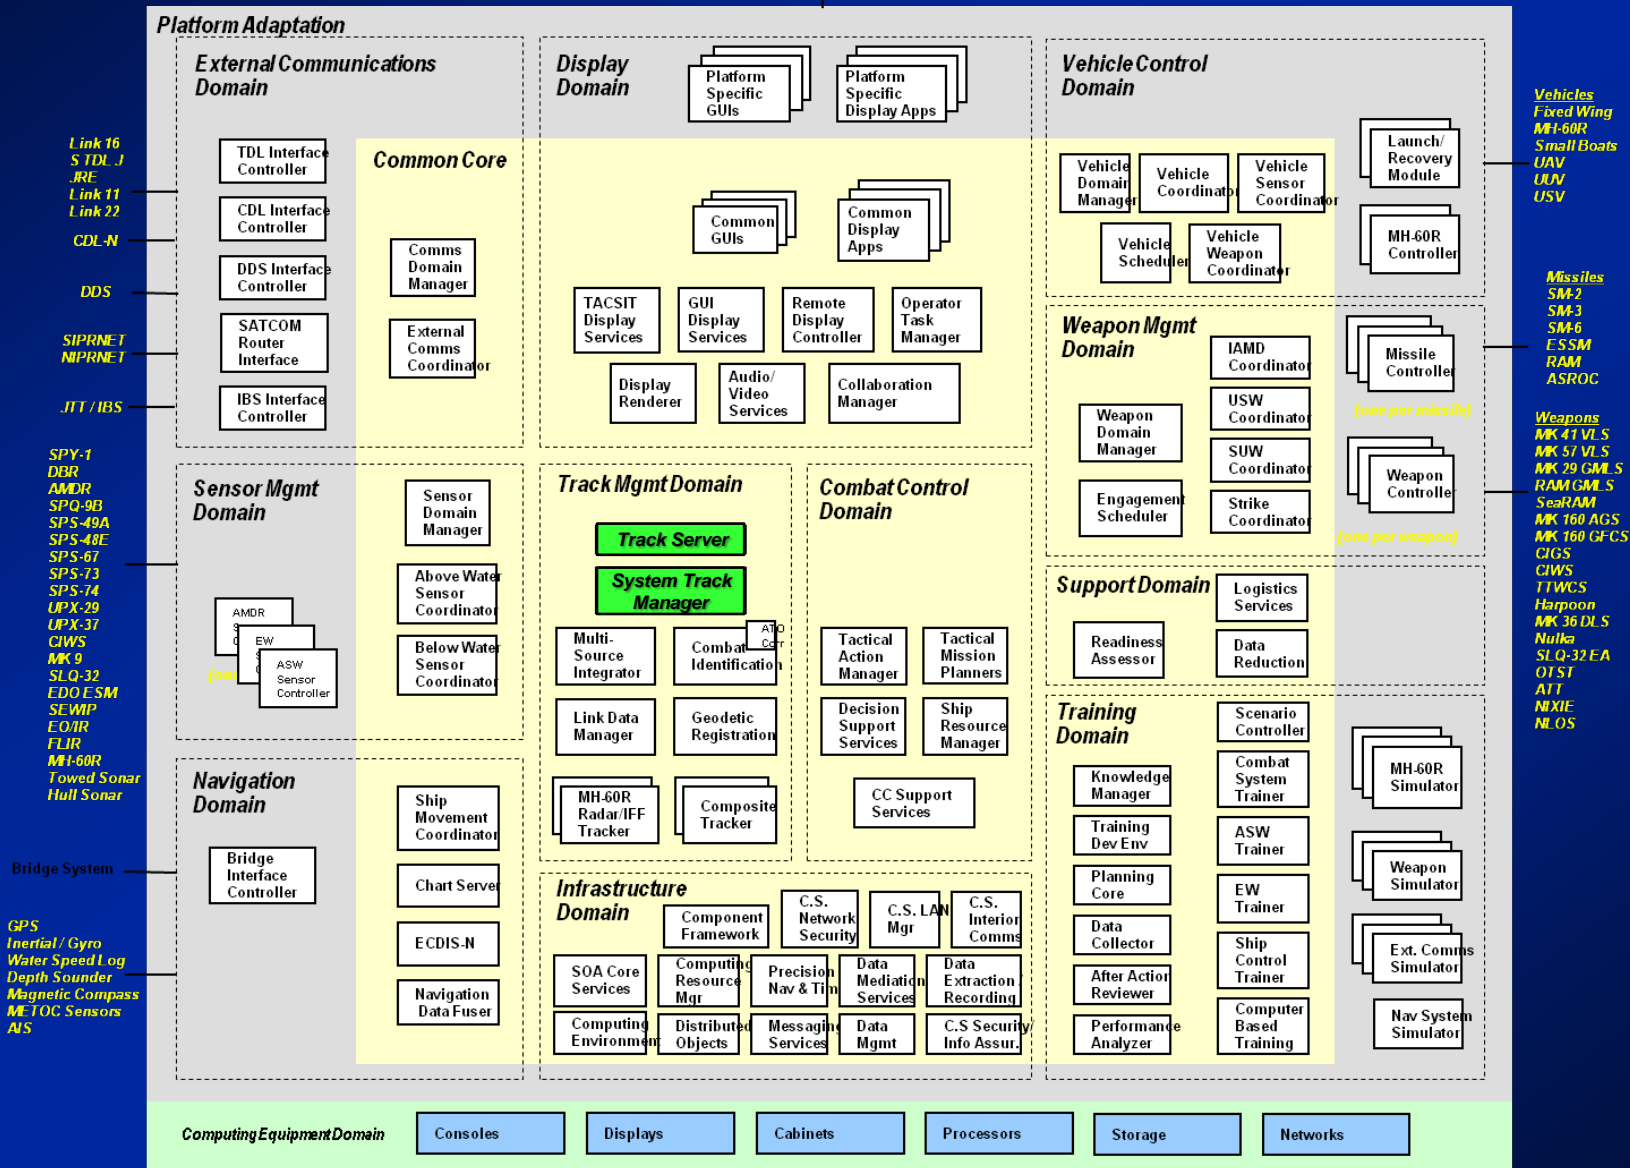 Platform Adaptation
External Communications
Domain
TDL Interface
Controller
CDL Interface
Controller
DDS Interface
Controller
SATCOM
Router
Interface
IBS Interface
Controller
Common Core
Comms
Domain
Manager
External
Comms
Coordinator
Display
Domain
Platform
Specific
GUIs
Platform
Specific
Display Apps
Common
GUIs
Common
Display
Apps
TACSIT
Display
Services
GUI
Display
Services
Remote
Display
Controller
Operator
Task
Manager
Display
Renderer
Audio/
Video
Services
Collaboration
Manager
Vehicle Control
Domain
Vehicle
Domain
Manager
Vehicle
Coordinator
Vehicle
Sensor
Coordinator
Vehicle
Scheduler
Vehicle
Weapon
Coordinator
Launch/
Recovery
Module
MH-60R
Controller
Weapon Mgmt
Domain
IAMD
Coordinator
USW
Coordinator
SUW
Coordinator
Strike
Coordinator
Weapon
Domain
Manager
Engagement
Scheduler
Missile
Controller
(one per missile)
Weapon
Controller
(one per weapon)
Sensor Mgmt
Domain
Sensor
Domain
Manager
Above Water
Sensor
Coordinator
Below Water
Sensor
Coordinator
AMDR
EW
ASW
Sensor
Controller
(one
Track Mgmt Domain
Track Server
System Track
Manager
Multi-
Source
Integrator
Combat
Identification
ATO
Corr
Link Data
Manager
Geodetic
Registration
MH-60R
Radar/IFF
Tracker
Composite
Tracker
Combat Control
Domain
Tactical
Action
Manager
Tactical
Mission
Planners
Decision
Support
Services
Ship
Resource
Manager
CC Support
Services
Support Domain
Logistics
Services
Readiness
Assessor
Data
Reduction
Training
Domain
Scenario
Controller
Combat
System
Trainer
ASW
Trainer
EW
Trainer
Ship
Control
Trainer
Computer
Based
Training
Knowledge
Manager
Training
Dev Env
Planning
Core
Data
Collector
After Action
Reviewer
Performance
Analyzer
MH-60R
Simulator
Weapon
Simulator
Ext. Comms
Simulator
Nav System
Simulator
Navigation
Domain
Bridge
Interface
Controller
Ship
Movement
Coordinator
Chart Server
ECDIS-N
Navigation
Data Fuser
Infrastructure
Domain
Component
Framework
C.S.
Network
Security
C.S. LAN
Mgr
C.S.
Interior
Comms
SOA Core
Services
Computing
Resource
Mgr
Precision
Nav & Tim
Data
Mediation
Services
Data
Extraction
Recording
Computing
Environment
Distributed
Objects
Messaging
Services
Data
Mgmt
C.S Security/
Info Assur.
Computing Equipment Domain
Consoles
Displays
Cabinets
Processors
Storage
Networks
Link 16
S TDL J
JRE
Link 11
Link 22
CDL-N
DDS
SIPRNET
NIPRNET
JTT / IBS
SPY-1
DBR
AMDR
SPQ-9B
SPS-49A
SPS-48E
SPS-67
SPS-73
SPS-74
UPX-29
UPX-37
CIWS
MK 9
SLQ-32
EDO ESM
SEWIP
EO/IR
FLIR
MH-60R
Towed Sonar
Hull Sonar
Bridge System
GPS
Inertial / Gyro
Water Speed Log
Depth Sounder
Magnetic Compass
METOC Sensors
AIS
Vehicles
Fixed Wing
MH-60R
Small Boats
UAV
UUV
USV
Missiles
SM-2
SM-3
SM-6
ESSM
RAM
ASROC
Weapons
MK 41 VLS
MK 57 VLS
MK 29 GMLS
RAM GMLS
SeaRAM
MK 160 AGS
MK 160 GFCS
CIGS
CIWS
TTWCS
Harpoon
MK 36 DLS
Nulka
SLQ-32 EA
OTST
ATT
NIXIE
NLOS